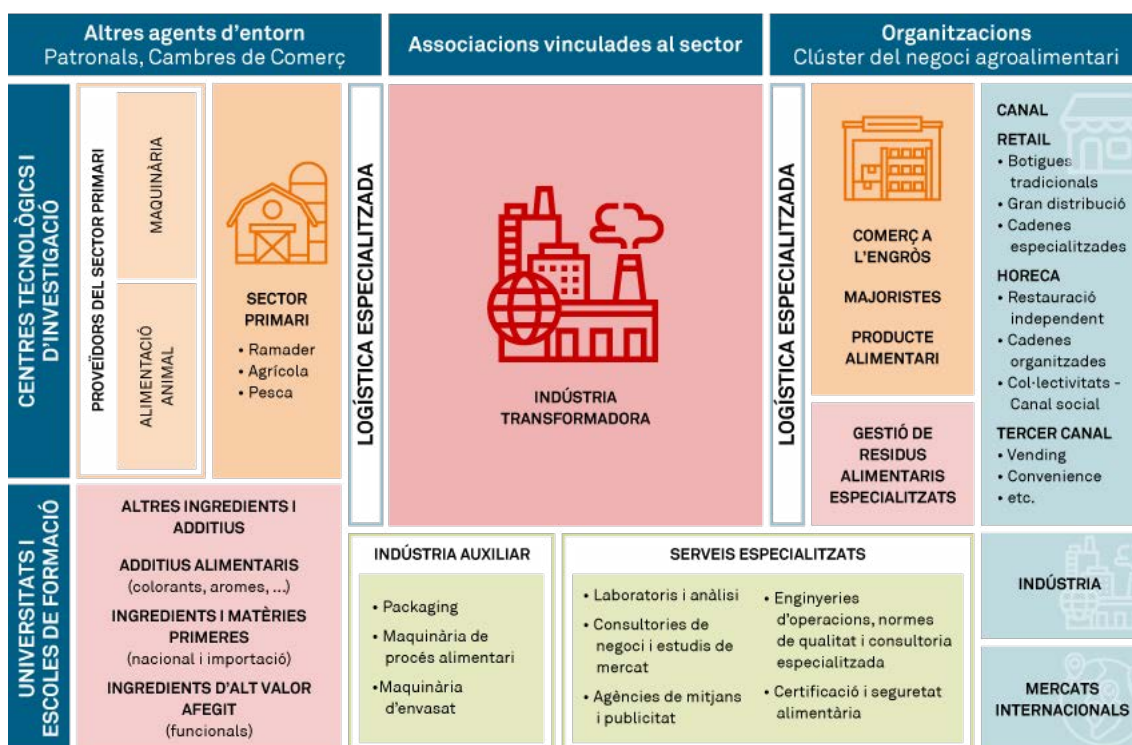 Altres agents d'entorn
Patronals, Cambres de Comerç
Associacions vinculades al sector
Organitzacions
Clúster del negoci agroalimentari
CENTRES TECNOLÒGICS I
D'INVESTIGACIÓ
PROVEÏDORS DEL SECTOR PRIMARI
MAQUINÀRIA
ALIMENTACIÓ
ANIMAL
SECTOR
PRIMARI
• Ramader
• Agrícola
• Pesca
LOGÍSTICA ESPECIALITZADA
INDÚSTRIA
TRANSFORMADORA
LOGÍSTICA ESPECIALITZADA
COMERÇ A
L'ENGRÒS
MAJORISTES
PRODUCTE
ALIMENTARI
GESTIÓ DE
RESIDUS
ALIMENTARIS
ESPECIALITZATS
CANAL
RETAIL
• Botigues
tradicionals
• Gran distribució
• Cadenes
especialitzades
HORECA
• Restauració
independent
• Cadenes
organitzades
• Col·lectivitats -
Canal social
TERCER CANAL
• Vending
• Convenience
• etc.
UNIVERSITATS I
ESCOLES DE FORMACIÓ
ALTRES INGREDIENTS I
ADDITIUS
ADDITIUS ALIMENTARIS
(colorants, aromes, ...)
INGREDIENTS I MATÈRIES
PRIMERES
(nacional i importació)
INGREDIENTS D'ALT VALOR
AFEGIT
(funcionals)
INDÚSTRIA AUXILIAR
• Packaging
• Maquinària de
procés alimentari
•Maquinària
d'envasat
SERVEIS ESPECIALITZATS
• Laboratoris i anàlisi
• Consultories de
negoci i estudis de
mercat
• Agències de mitjans
i publicitat
• Enginyeries
d'operacions, normes
de qualitat i consultoria
especialitzada
• Certificació i seguretat
alimentària
INDÚSTRIA
MERCATS
INTERNACIONALS